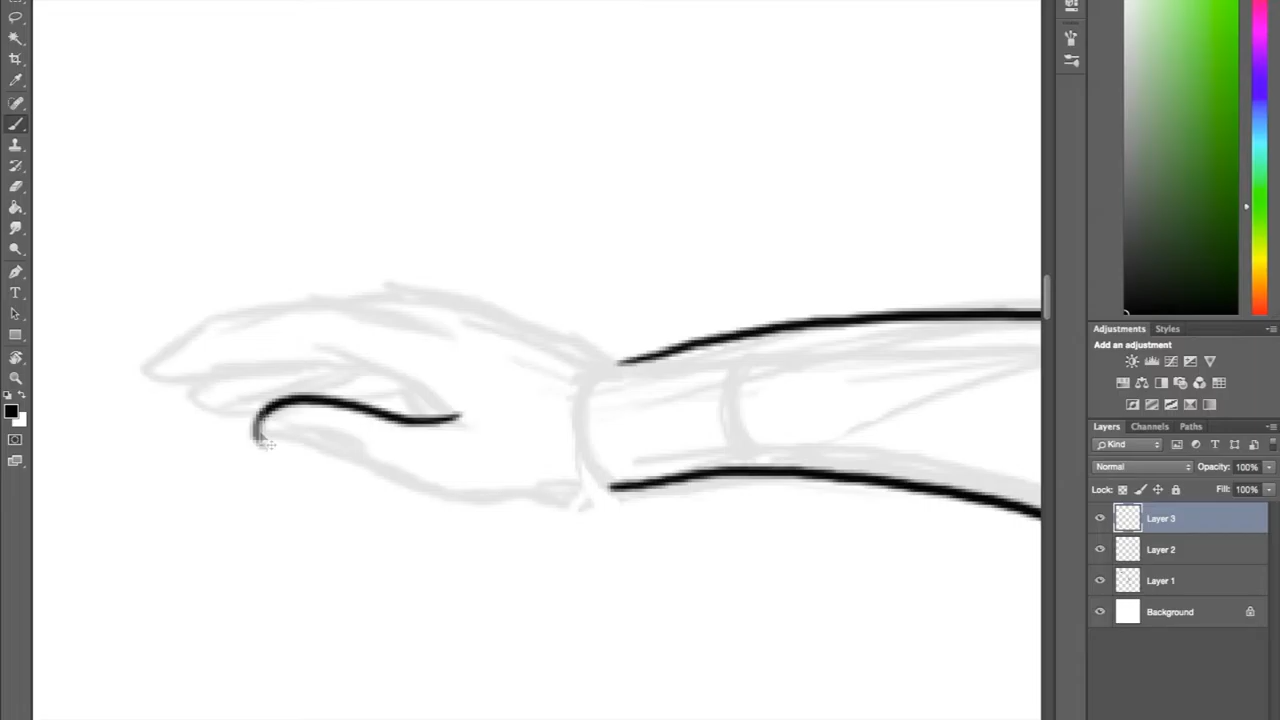 Adjustments Styles
Add an adjustment
Layers Channels Paths
Kind
Normal Opacity: 100%
Lock: Fill: 100%
Layer 3
Layer 2
Layer 1
Background